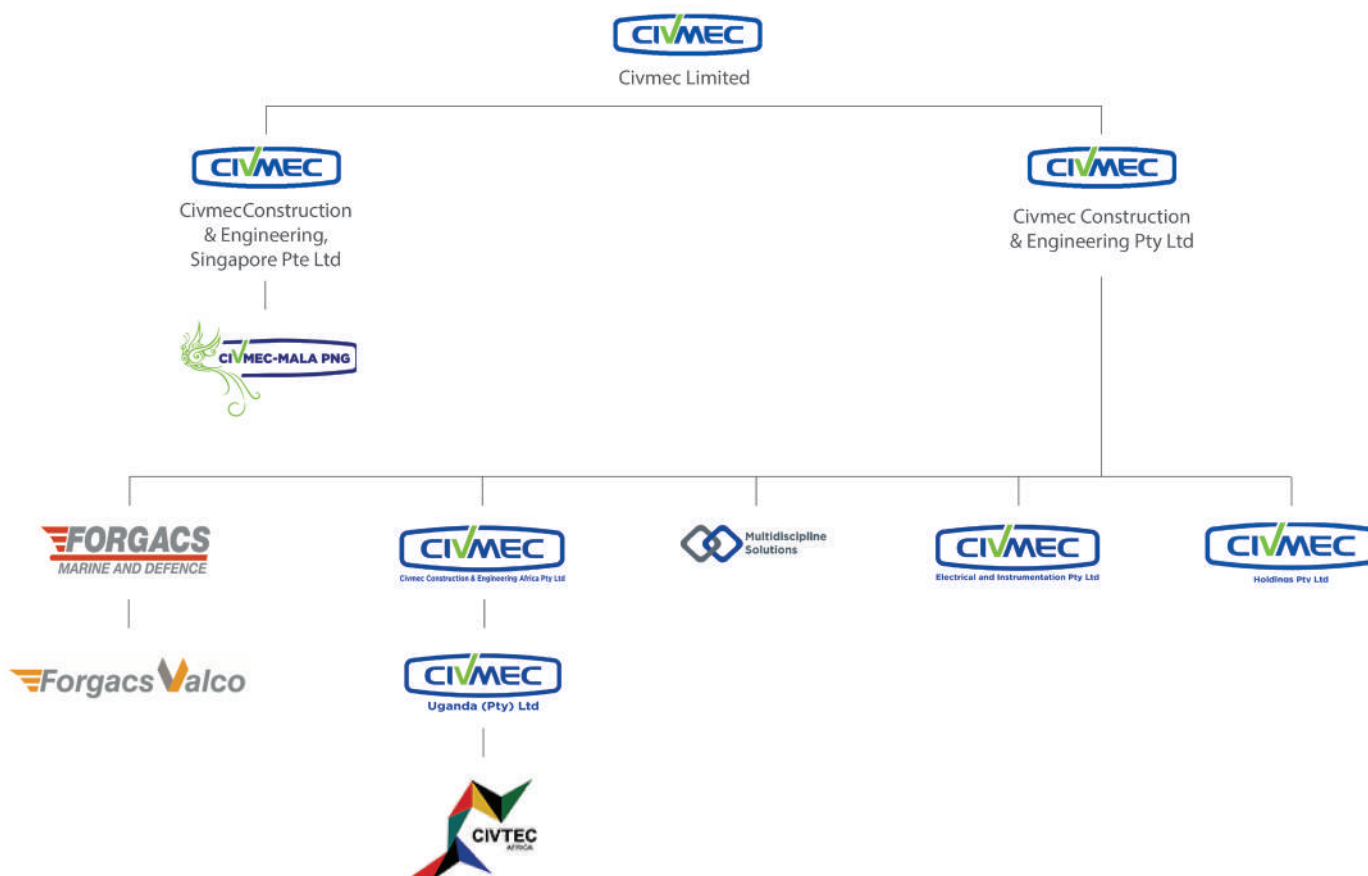 CIVMEC
Civmec Limited
CIVMEC
CivmecConstruction
& Engineering,
Singapore Pte Ltd
CIVMEC
Civmec Construction
& Engineering Pty Ltd
CIVMEC-MALA PNG
FORGACS
MARINE AND DEFENCE
CIVMEC
Civmec Construction & Engineering Africa Pty Ltd
Multidiscipline
Solutions
CIVMEC
Electrical and Instrumentation Pty Ltd
CIVMEC
Holdings Pty Ltd
Forgacs Valco
CIVMEC
Uganda (Pty) Ltd
CIVTEC
AFRICA